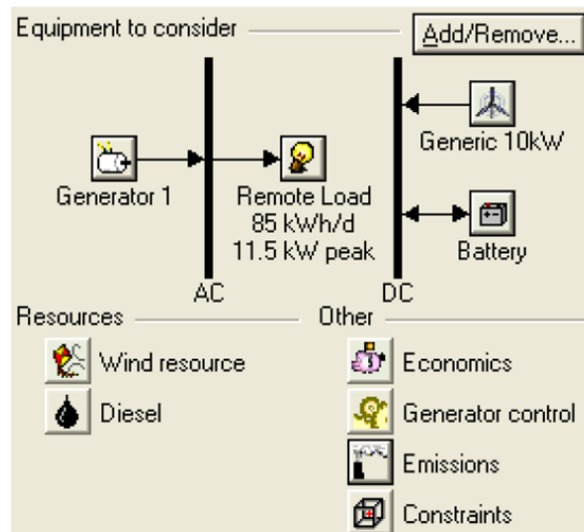 Equipment to consider
Add/Remove...
Generator 1
Remote Load
85 kWh/d
11.5 kW peak
Generic 10kW
Battery
AC
DC
Resources
Other
Wind resource
Economics
Diesel
Generator control
Emissions
Constraints